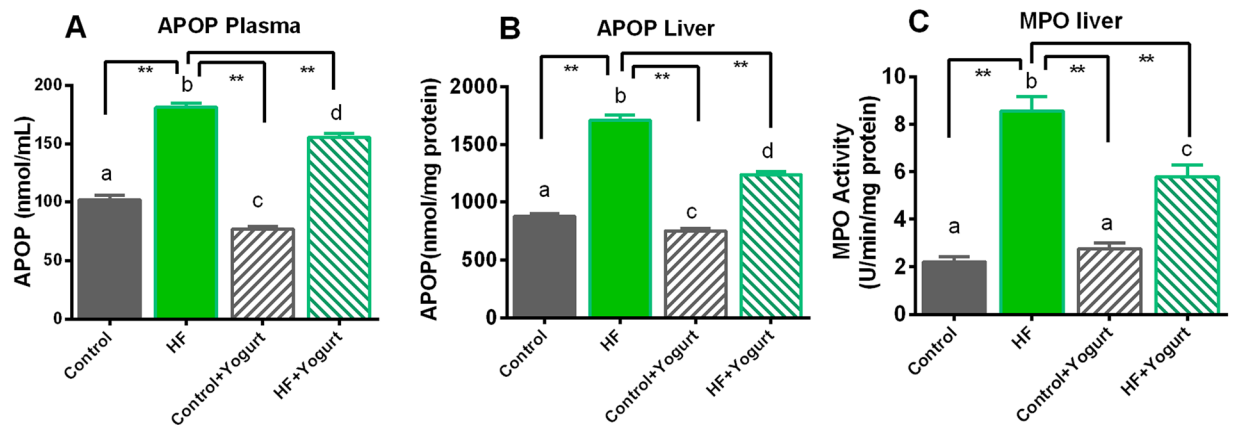 A
APOP Plasma
APOP (nmol/mL)
200
150
100
50
0
**
**
**
a
b
c
d
Control
HF
Control+Yogurt
HF+Yogurt
B
APOP Liver
APOP(nmol/mg protein)
2000
1500
1000
500
0
**
**
**
a
b
c
d
Control
HF
Control+Yogurt
HF+Yogurt
C
MPO liver
MPO Activity
(U/min/mg protein)
10
8
6
4
2
0
**
**
**
a
b
a
c
Control
HF
Control+Yogurt
HF+Yogurt